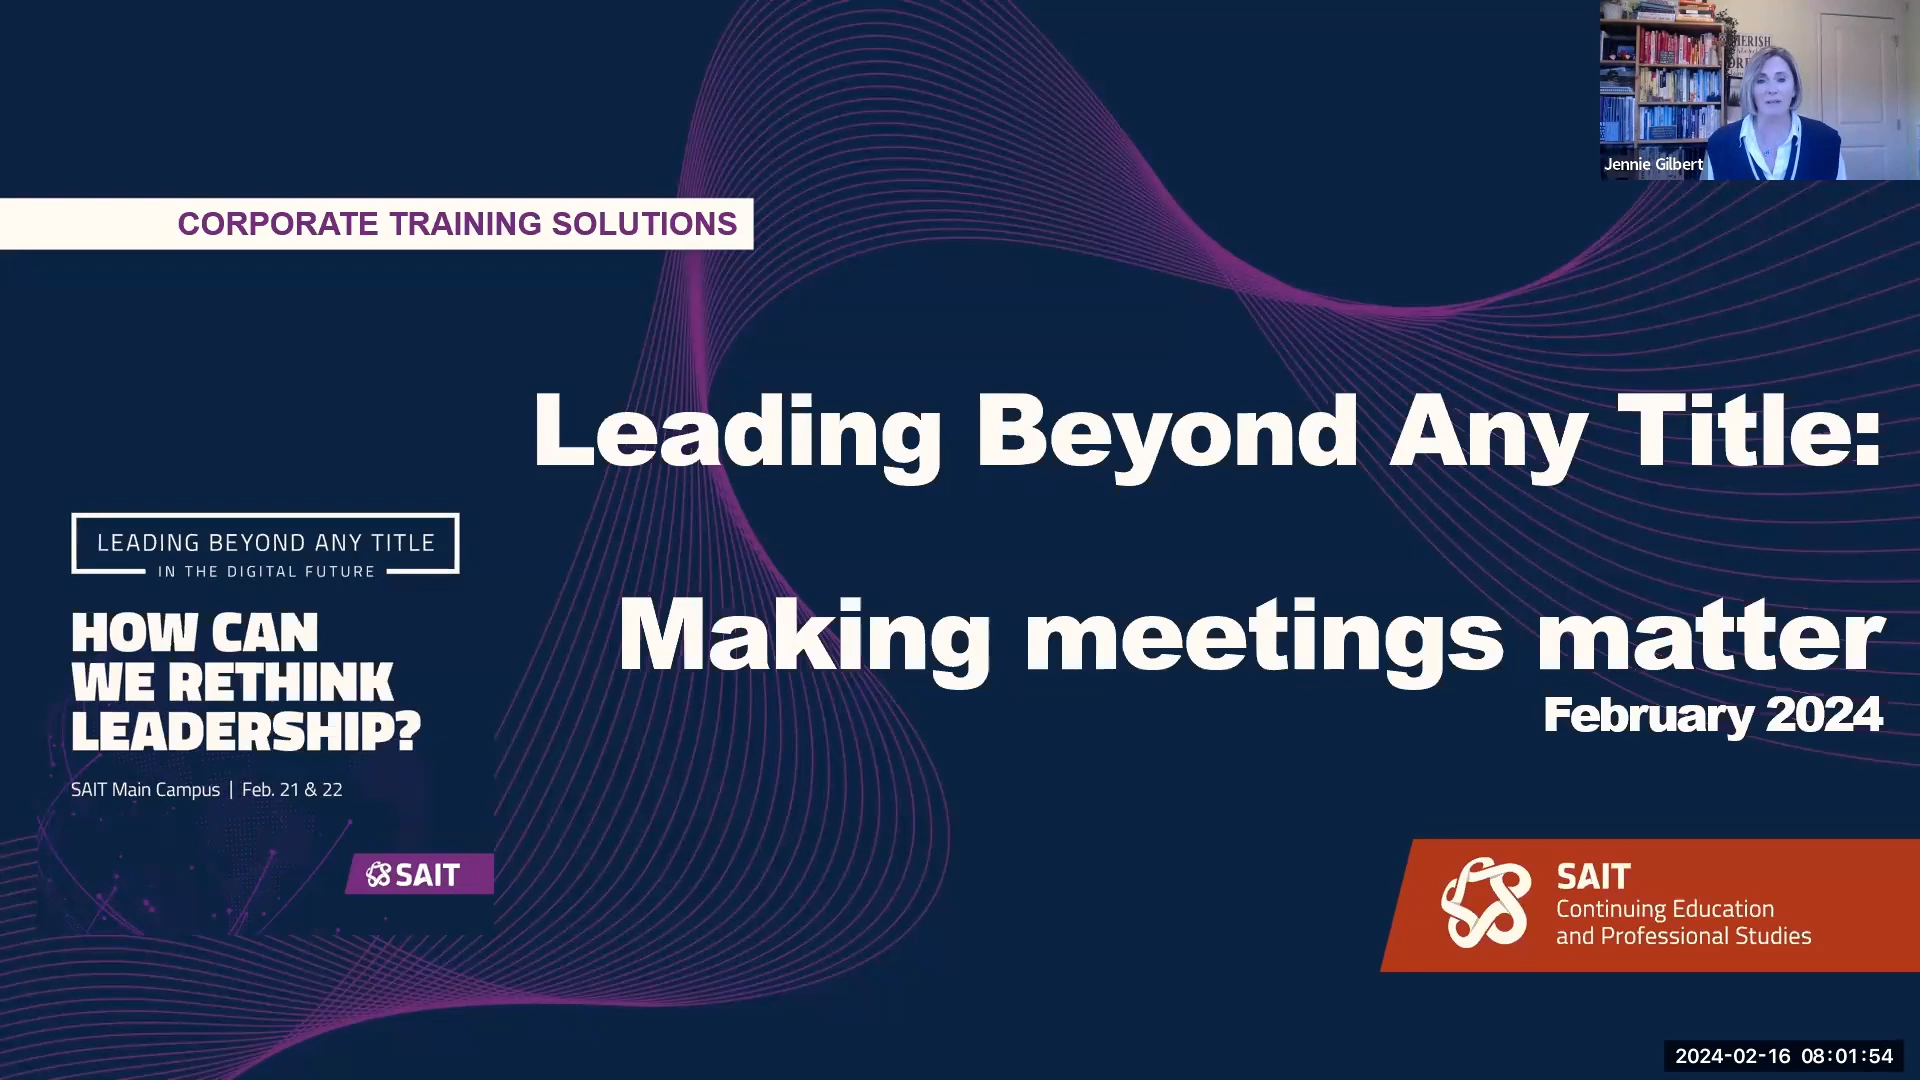 CORPORATE TRAINING SOLUTIONS
Jennie Gilbert
Leading Beyond Any Title:
Making meetings matter
February 2024
LEADING BEYOND ANY TITLE
IN THE DIGITAL FUTURE
HOW CAN
WE RETHINK
LEADERSHIP?
SAIT Main Campus | Feb. 21 & 22
SAIT
SAIT
Continuing Education
and Professional Studies
2024-02-16 08:01:54